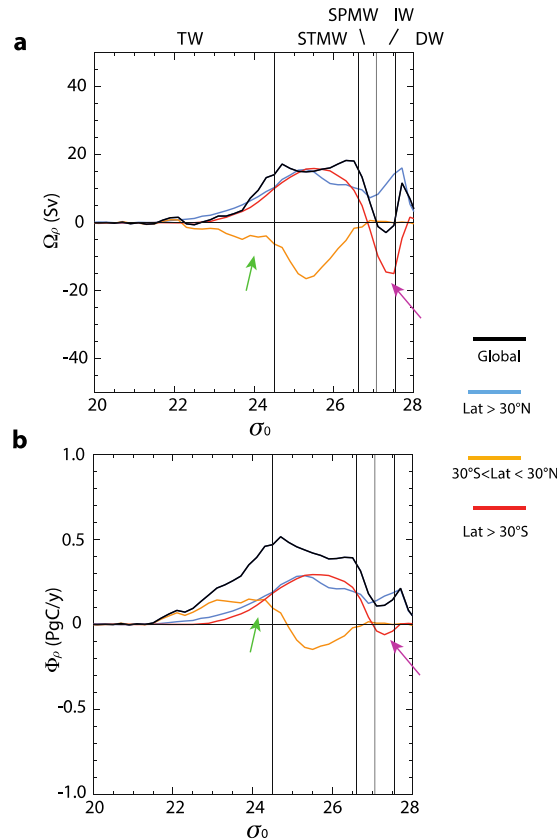 SPMW IW
TW STMW DW
a
40
20
0
-20
-40
Ωρ (Sv)
20 22 24 26 28
σ0
Global
Lat > 30°N
30°S<Lat < 30°N
Lat > 30°S
b
1.0
0.5
0
-0.5
-1.0
Φρ (PgC/y)
20 22 24 26 28
σ0